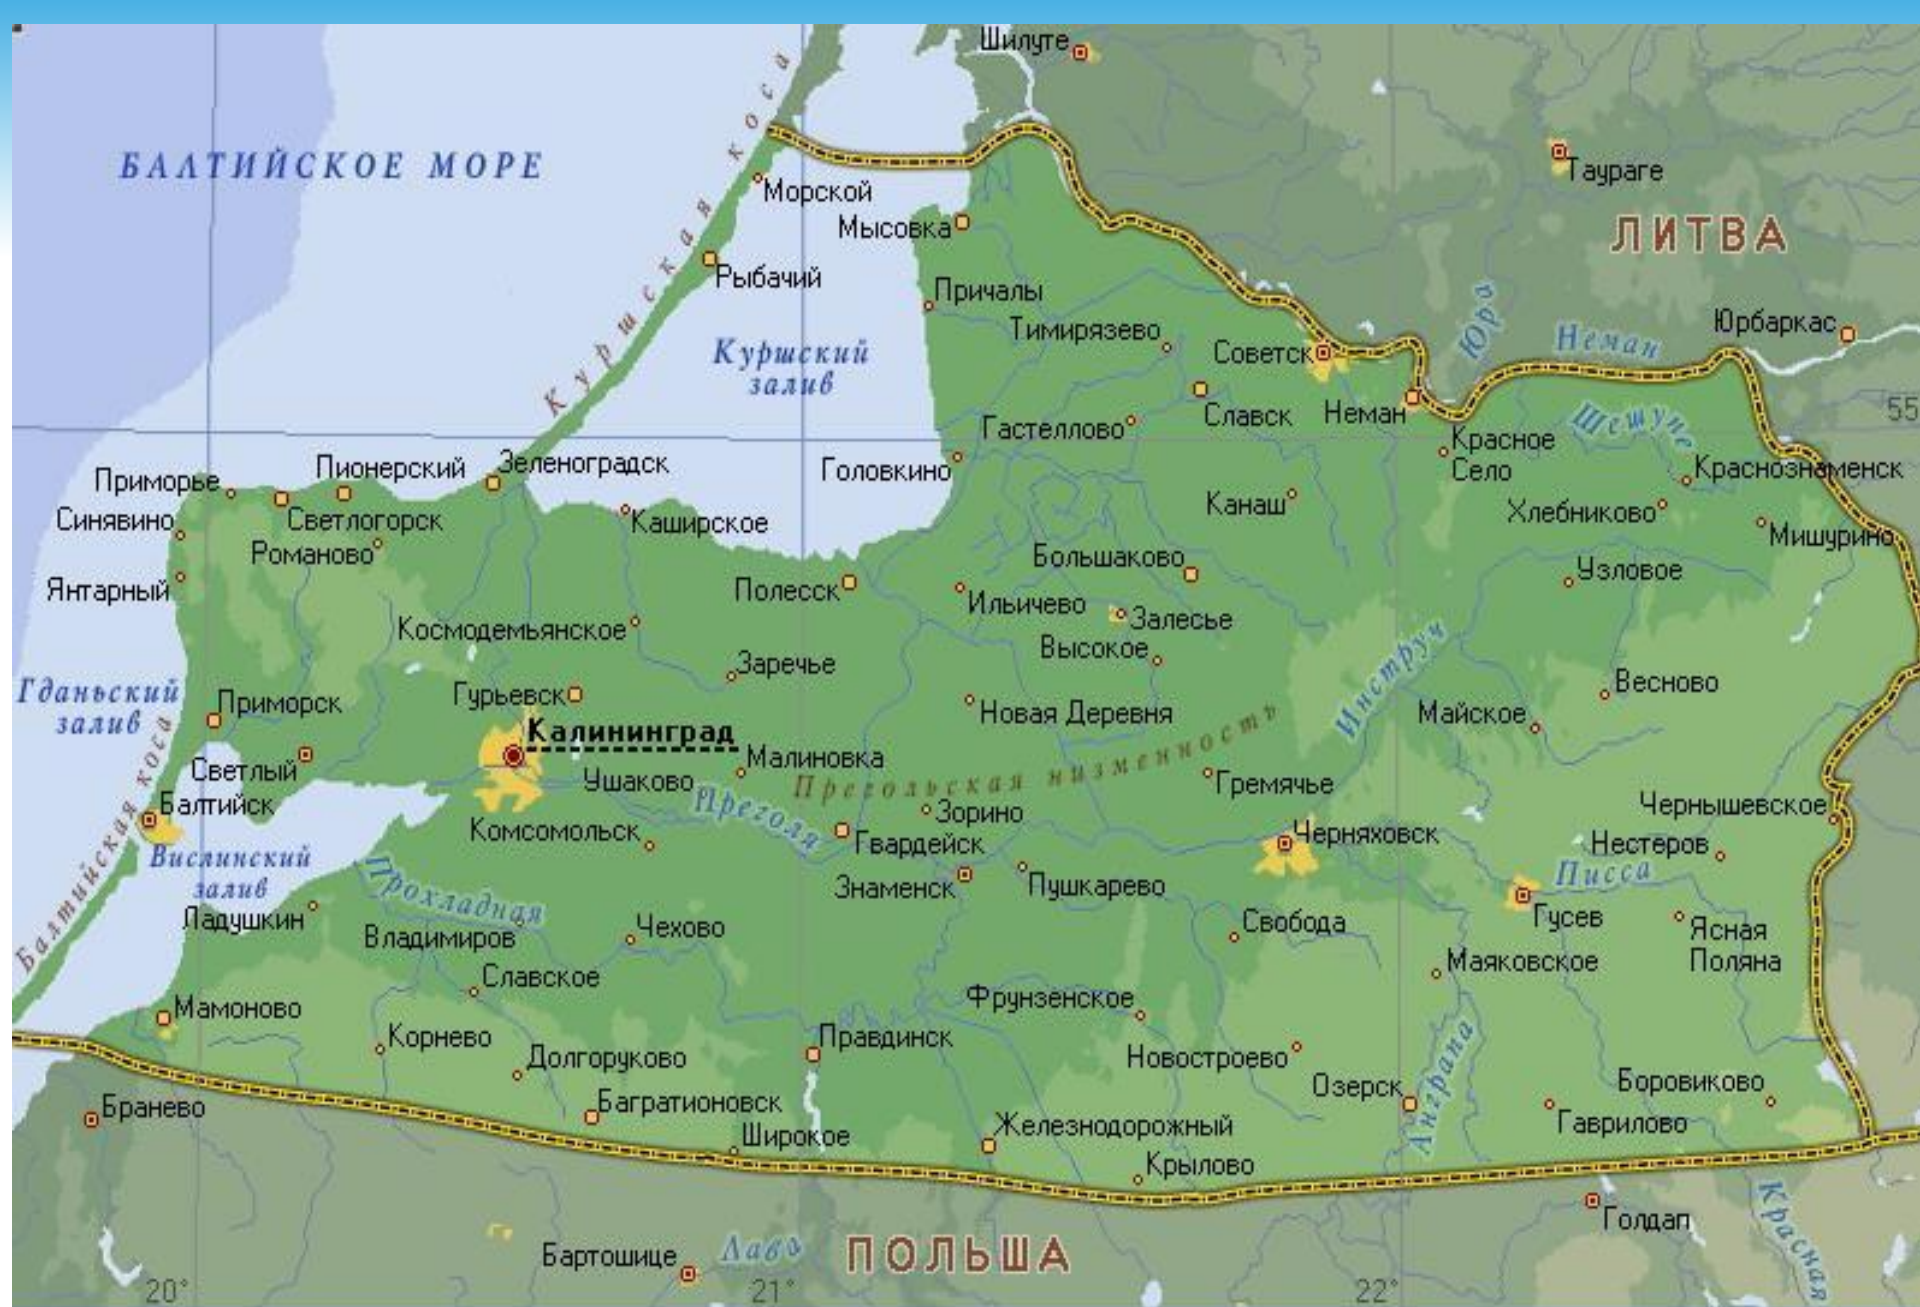 Шилуте
БАЛТИЙСКОЕ МОРЕ
Куршская коса
Морской
Мысовка
Таураге
ЛИТВА
Рыбачий
Причалы
Тимирязево
Советск
Юра
Неман
Юрбаркас
Куршский
залив
Славск
Неман
Гастеллово
Шешупе
55
Красное
Село
Краснознаменск
Приморье
Пионерский
Зеленоградск
Головкино
Синявино
Светлогорск
Каширское
Канаш
Хлебниково
Мишурино
Романово
Большаково
Узловое
Янтарный
Полесск
Ильичево
Залесье
Космодемьянское
Высокое
Инструч
Заречье
Весново
Гданьский
залив
Приморск
Гурьевск
Новая Деревня
Майское
Калининград
Малиновка
Светлый
Ушаково
Прегольская низменность
Гремячье
Балтийская коса
Балтийск
Преголя
Зорино
Чернышевское
Комсомольск
Гвардейск
Черняховск
Нестеров
Вислинский
залив
Прохладная
Знаменск
Пушкарево
Писса
Гусев
Ладушкин
Владимиров
Чехово
Свобода
Ясная
Поляна
Славское
Маяковское
Мамоново
Фрунзенское
Корнево
Правдинск
Анграпа
Долгоруково
Новостроево
Озерск
Боровиково
Бранево
Багратионовск
Железнодорожный
Гаврилово
Широкое
Крылово
Голдап
Красная
Бартошице
Лава
ПОЛЬША
20°
21°
22°